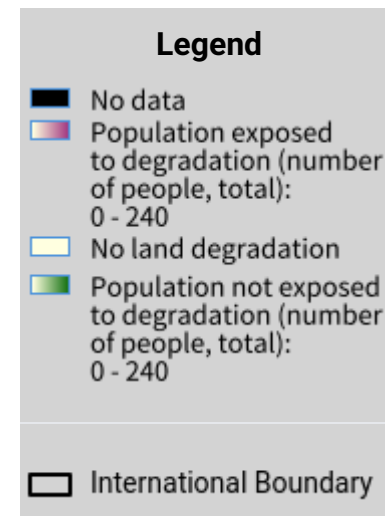 Legend
No data
Population exposed
to degradation (number
of people, total):
0 - 240
No land degradation
Population not exposed
to degradation (number
of people, total):
0 - 240
International Boundary